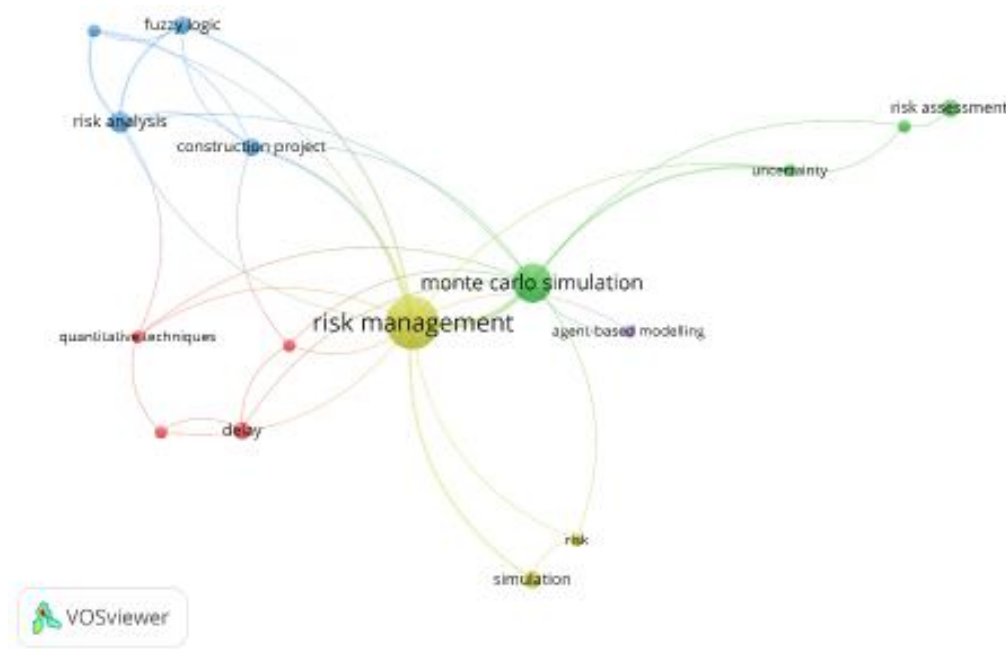 fuzzy logic
risk analysis
construction project
risk assessment
uncertainty
monte carlo simulation
risk management
agent-based modelling
quantitative techniques
delay
risk
simulation
VOSviewer